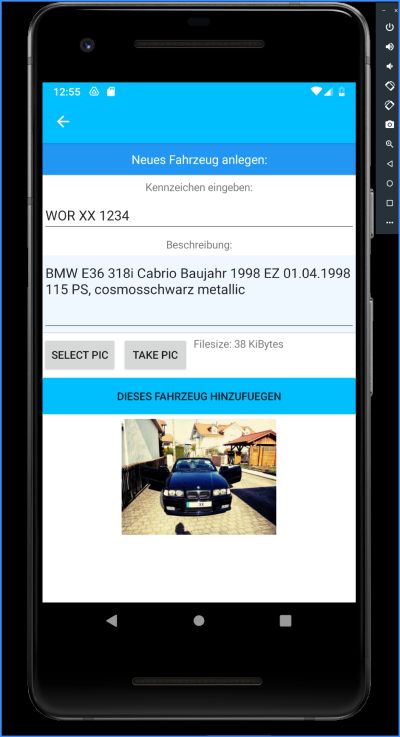 12:55
Neues Fahrzeug anlegen:
Kennzeichen eingeben:
WOR XX 1234
Beschreibung:
BMW E36 318i Cabrio Baujahr 1998 EZ 01.04.1998
115 PS, cosmosschwarz metallic
SELECT PIC
TAKE PIC
Filesize: 38 KiBytes
DIESES FAHRZEUG HINZUFUEGEN